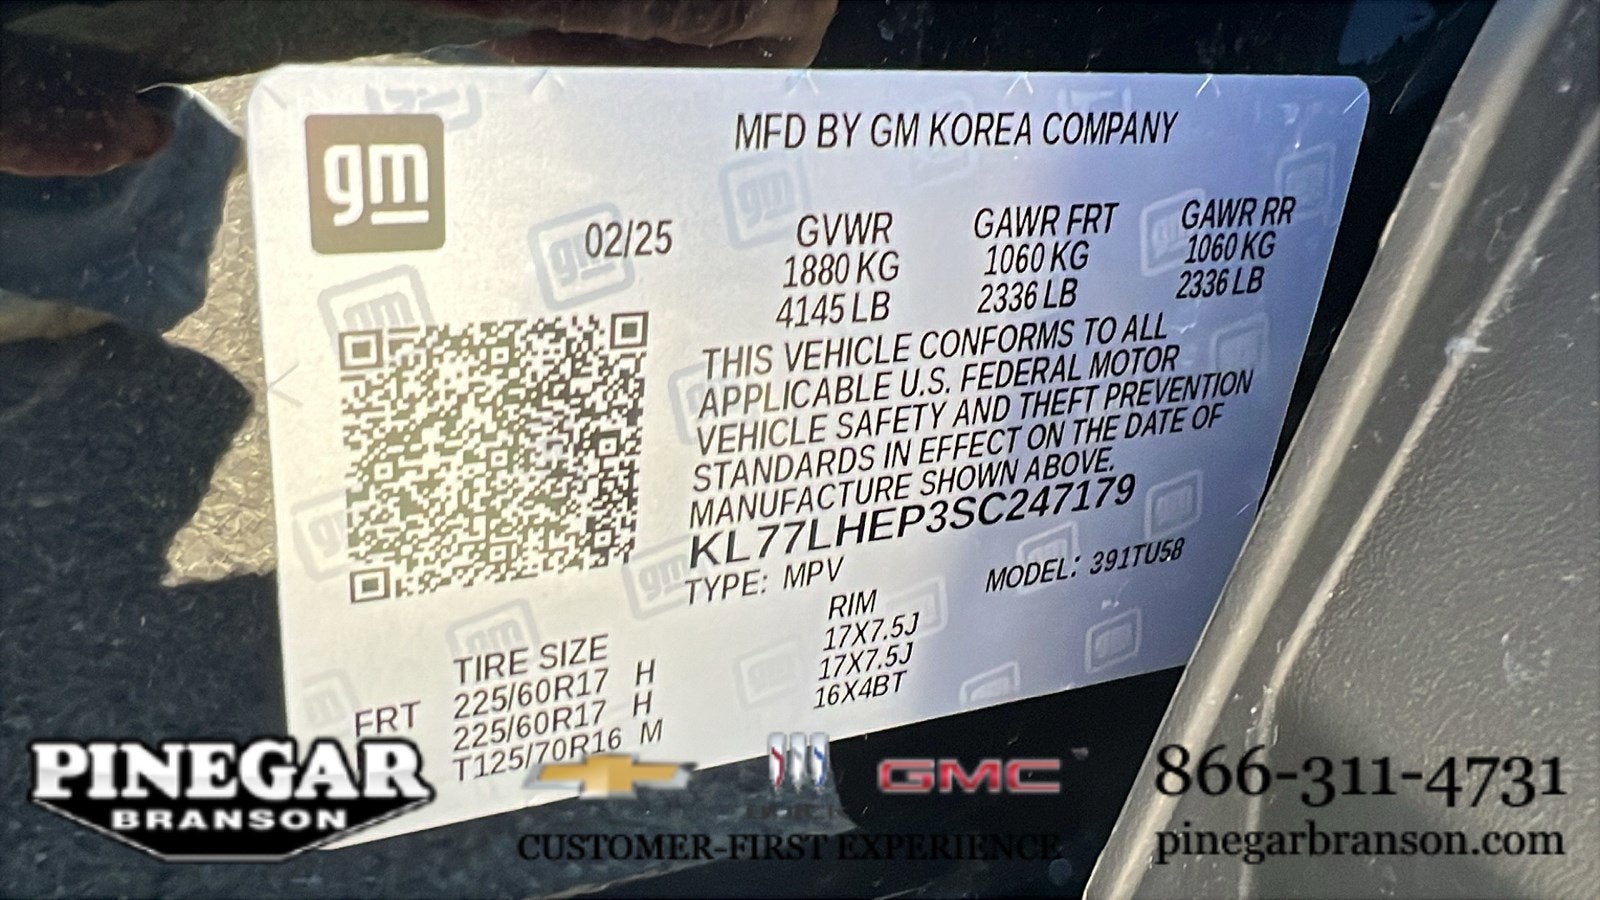 gm
MFD BY GM KOREA COMPANY
02/25
GVWR GAWR FRT GAWR RR
1880 KG 1060 KG 1060 KG
4145 LB 2336 LB 2336 LB
THIS VEHICLE CONFORMS TO ALL
APPLICABLE U.S. FEDERAL MOTOR
VEHICLE SAFETY AND THEFT PREVENTION
STANDARDS IN EFFECT ON THE DATE OF
MANUFACTURE SHOWN ABOVE.
KL77LHEP3SC247179
TYPE: MPV MODEL: 391TU58
TIRE SIZE RIM
FRT 225/60R17 H 17X7.5J
225/60R17 H 17X7.5J
T125/70R16 M 16X4BT
PINEGAR
BRANSON
GMC
CUSTOMER-FIRST EXPERIENCE
866-311-4731
pinegarbranson.com